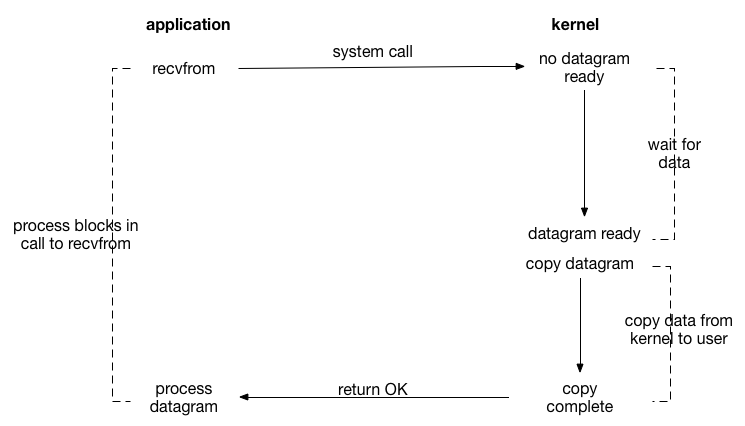 application
kernel
recvfrom
system call
no datagram
ready
wait for
data
process blocks in
call to recvfrom
datagram ready
copy datagram
copy data from
kernel to user
process
datagram
return OK
copy
complete